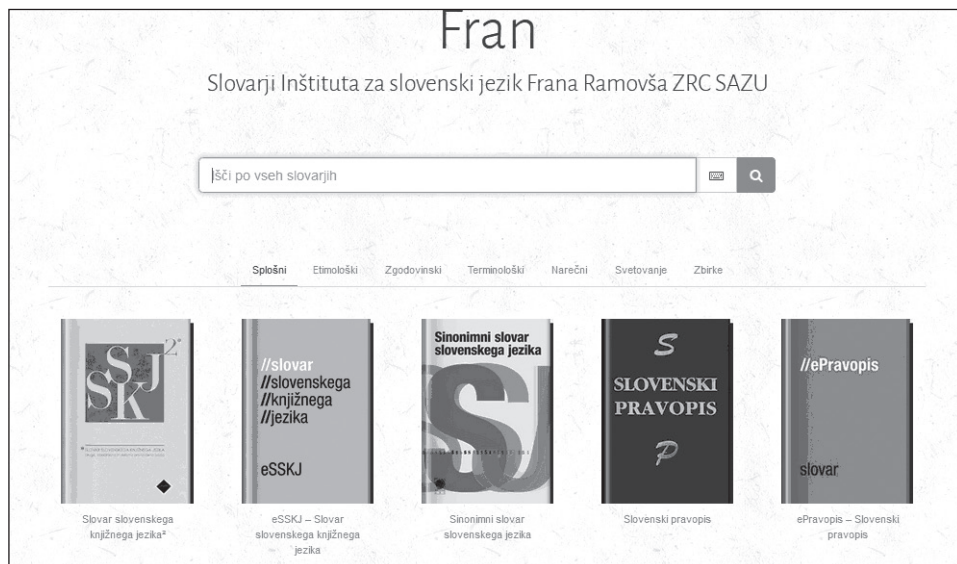 Fran
Slovarji Inštituta za slovenski jezik Frana Ramovša ZRC SAZU
Išči po vseh slovarjih
Splošni Etimološki Zgodovinski Terminološki Narečni Svetovanje Zbirke
SSKJ 2*
//slovar
//slovenskega
//knjižnega
//jezika
eSSKJ
Sinonimni slovar
slovenskega jezika
SSJ
S
SLOVENSKI
PRAVOPIS
P
//ePravopis
slovar
Slovar slovenskega
knjižnega jezika²
eSSKJ – Slovar
slovenskega knjižnega
jezika
Sinonimni slovar
slovenskega jezika
Slovenski pravopis
ePravopis – Slovenski
pravopis